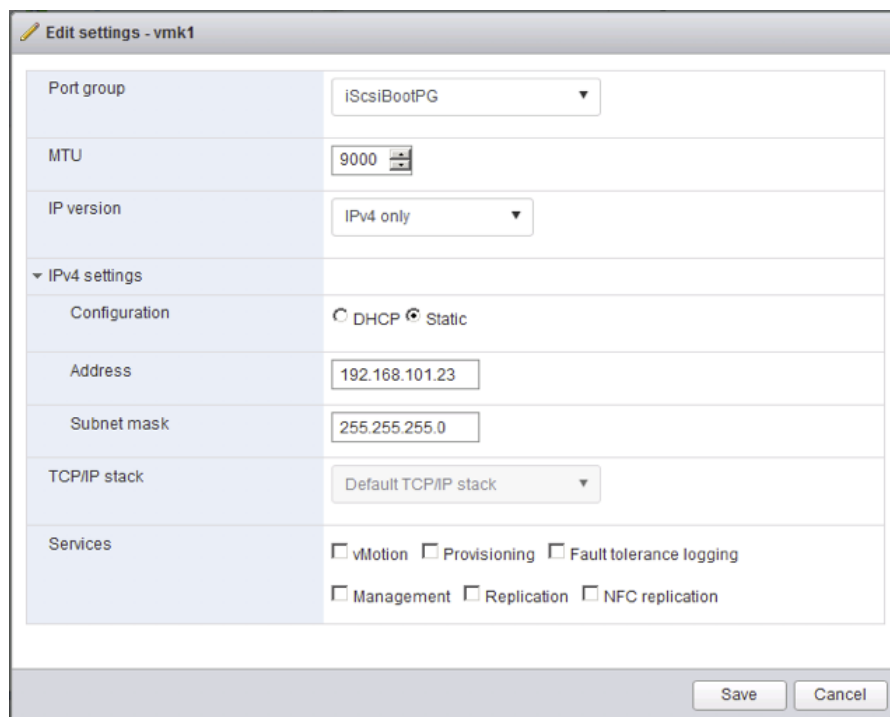 Edit settings - vmk1
Port group iScsiBootPG
MTU 9000
IP version IPv4 only
IPv4 settings
Configuration DHCP Static
Address 192.168.101.23
Subnet mask 255.255.255.0
TCP/IP stack Default TCP/IP stack
Services vMotion Provisioning Fault tolerance logging
Management Replication NFC replication
Save Cancel